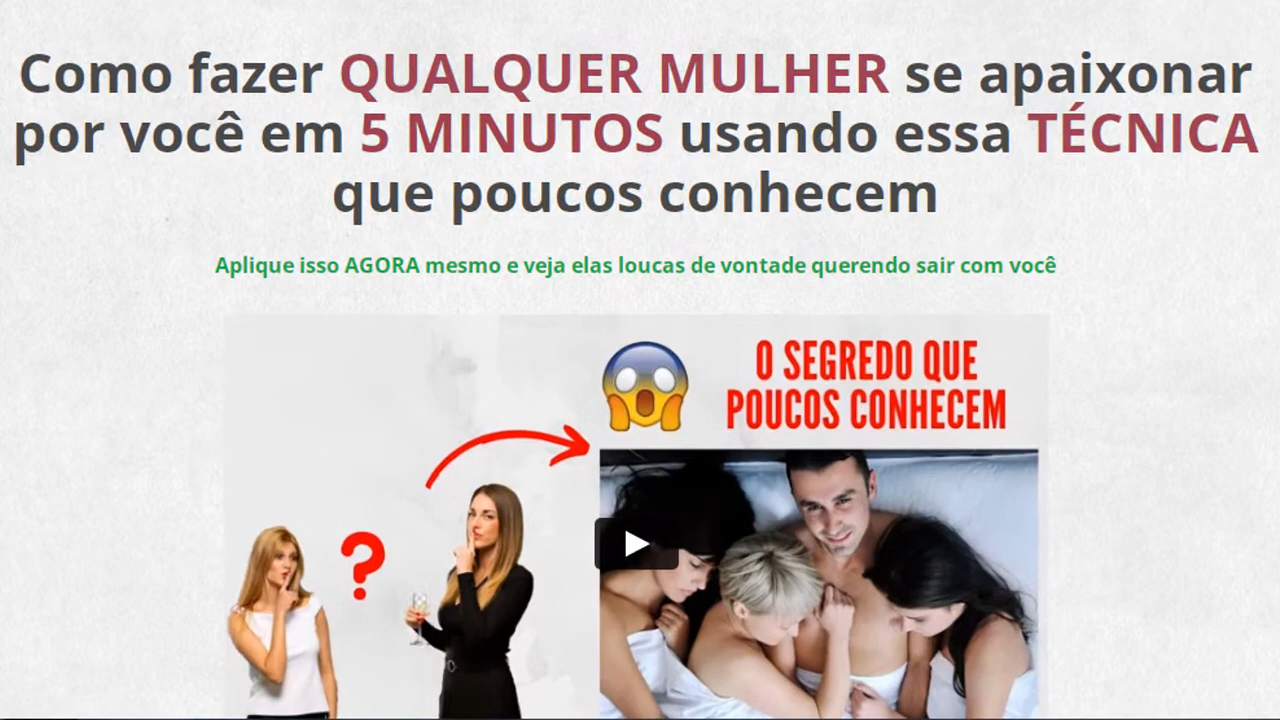 Como fazer QUALQUER MULHER se apaixonar
por você em 5 MINUTOS usando essa TÉCNICA
que poucos conhecem
Aplique isso AGORA mesmo e veja elas loucas de vontade querendo sair com você
O SEGREDO QUE
POUCOS CONHECEM
?